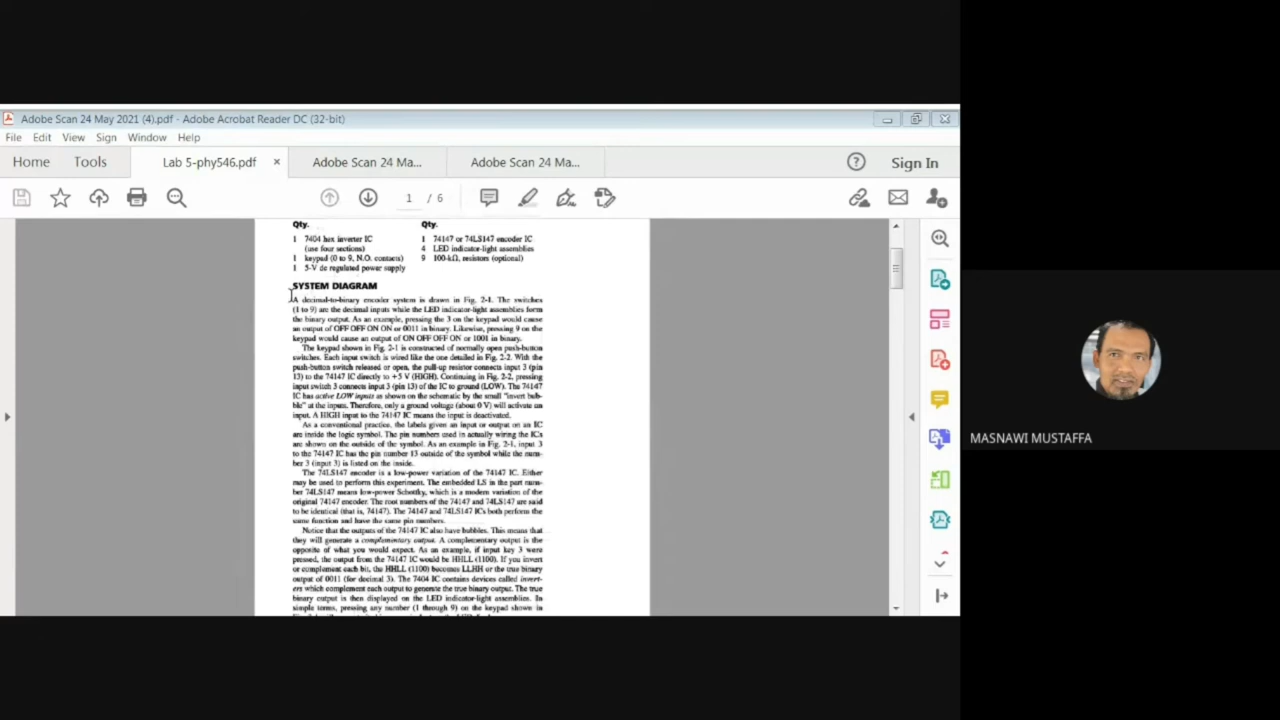 Adobe Scan 24 May 2021 (4).pdf - Adobe Acrobat Reader DC (32-bit)
File Edit View Sign Window Help
Home Tools Lab 5-phy546.pdf × Adobe Scan 24 Ma... Adobe Scan 24 Ma... Sign In
1 / 6
Qty. Qty.
1 7404 hex inverter IC 1 74147 or 74LS147 encoder IC
(use four sections) 4 LED indicator-light assemblies
1 keypad (0 to 9, N.O. contacts) 9 100-kΩ, resistors (optional)
1 5-V dc regulated power supply
SYSTEM DIAGRAM
A decimal-to-binary encoder system is drawn in Fig. 2-1. The switches
(1 to 9) are the decimal inputs while the LED indicator-light assemblies form
the binary output. As an example, pressing the 3 on the keypad would cause
an output of OFF OFF ON ON or 0011 in binary. Likewise, pressing 9 on the
keypad would cause an output of ON OFF OFF ON or 1001 in binary.
The keypad shown in Fig. 2-1 is constructed of normally open push-button
switches. Each input switch is wired like the one detailed in Fig. 2-2. With the
push-button switch released or open, the pull-up resistor connects input 3 (pin
13) to the 74147 IC directly to +5 V (HIGH). Continuing in Fig. 2-2, pressing
input switch 3 connects input 3 (pin 13) of the IC to ground (LOW). The 74147
IC has active LOW inputs as shown on the schematic by the small "invert bub-
ble" at the inputs. Therefore, only a ground voltage (about 0 V) will activate an
input. A HIGH input to the 74147 IC means the input is deactivated.
As a conventional practice, the labels given an input or output on an IC
are inside the logic symbol. The pin numbers used in actually wiring the ICs
are shown on the outside of the symbol. As an example in Fig. 2-1, input 3
to the 74147 IC has the pin number 13 outside of the symbol while the num-
ber 3 (input 3) is listed on the inside.
The 74LS147 encoder is a low-power variation of the 74147 IC. Either
may be used to perform this experiment. The embedded LS in the part num-
ber 74LS147 means low-power Schottky, which is a modern variation of the
original 74147 encoder. The root numbers of the 74147 and 74LS147 are said
to be identical (that is, 74147). The 74147 and 74LS147 ICs both perform the
same function and have the same pin numbers.
Notice that the outputs of the 74147 IC also have bubbles. This means that
they will generate a complementary output. A complementary output is the
opposite of what you would expect. As an example, if input key 3 were
pressed, the output from the 74147 IC would be HHLL (1100). If you invert
or complement each bit, the HHLL (1100) becomes LLHH or the true binary
output of 0011 (for decimal 3). The 7404 IC contains devices called invert-
ers which complement each output to generate the true binary output. The true
binary output is then displayed on the LED indicator-light assemblies. In
simple terms, pressing any number (1 through 9) on the keypad shown in
MASNAWI MUSTAFFA